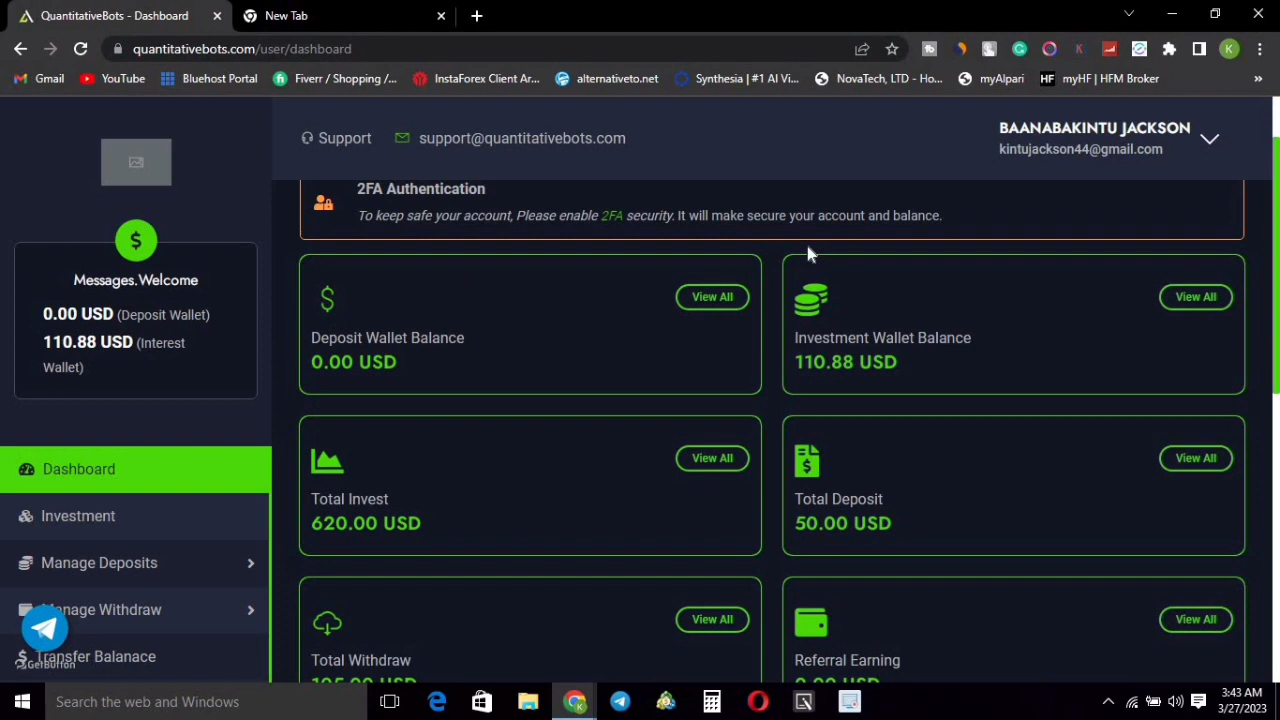 QuantitativeBots - Dashboard
New Tab
quantitativebots.com/user/dashboard
K
Gmail
YouTube
Bluehost Portal
Fiverr / Shopping /...
InstaForex Client Ar...
alternativeto.net
Synthesia | #1 AI Vi...
NovaTech, LTD - Ho...
myAlpari
HF
myHF | HFM Broker
»
Support
support@quantitativebots.com
BAANABAKINTU JACKSON
kintujackson44@gmail.com
2FA Authentication
To keep safe your account, Please enable 2FA security. It will make secure your account and balance.
Messages.Welcome
0.00 USD (Deposit Wallet)
110.88 USD (Interest
Wallet)
Dashboard
Investment
Manage Deposits
Manage Withdraw
Transfer Balanace
GetButton
View All
Deposit Wallet Balance
0.00 USD
View All
Investment Wallet Balance
110.88 USD
View All
Total Invest
620.00 USD
View All
Total Deposit
50.00 USD
View All
Total Withdraw
View All
Referral Earning
Search the web and Windows
3:43 AM
3/27/2023